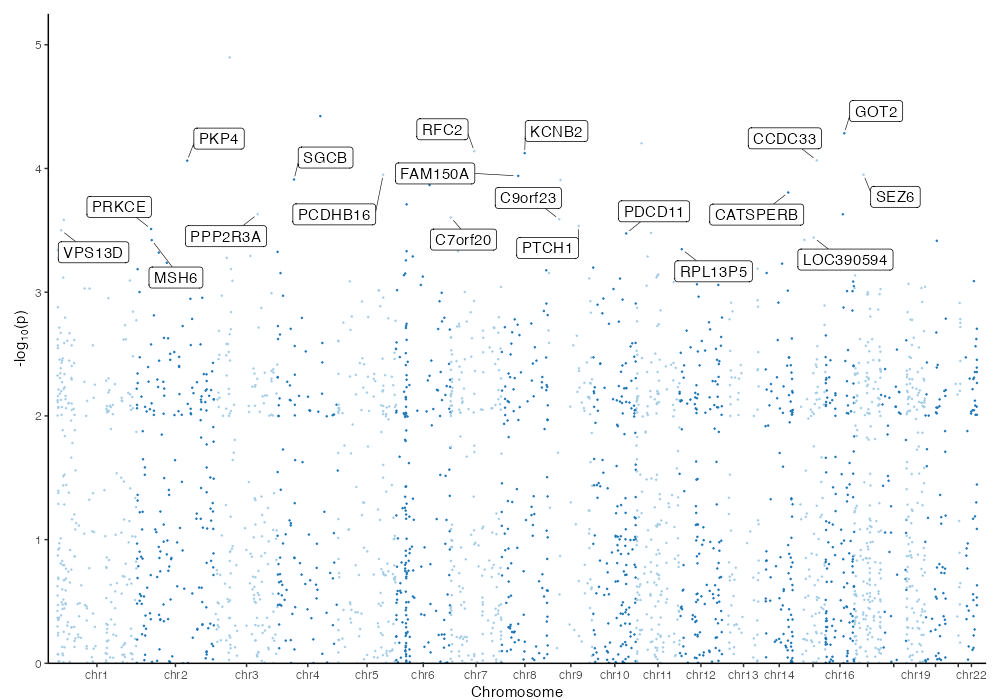 5
GOT2
RFC2
KCNB2
PKP4
CCDC33
4
SGCB
FAM150A
C9orf23
SEZ6
PRKCE
PCDHB16
PDCD11
CATSPERB
PPP2R3A
C7orf20
PTCH1
VPS13D
LOC390594
MSH6
RPL13P5
3
-log10(p)
2
1
0
chr1 chr2 chr3 chr4 chr5 chr6 chr7 chr8 chr9 chr10 chr11 chr12 chr13 chr14 chr16 chr19 chr22
Chromosome